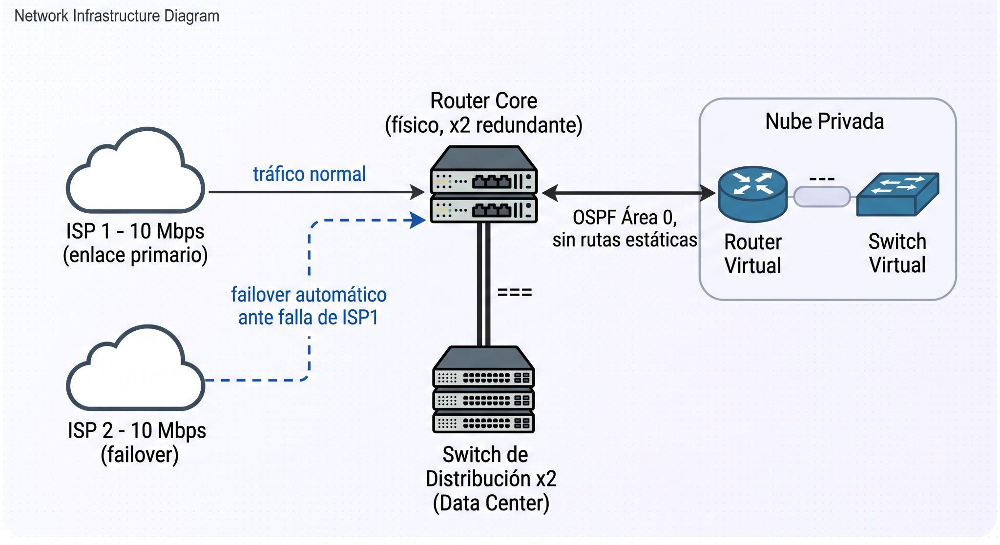 Network Infrastructure Diagram
Router Core
(físico, x2 redundante)
Nube Privada
tráfico normal
---
ISP 1 - 10 Mbps
(enlace primario)
OSPF Área 0,
sin rutas estáticas
Router
Virtual
Switch
Virtual
failover automático
ante falla de ISP1
===
ISP 2 - 10 Mbps
(failover)
Switch de
Distribución x2
(Data Center)